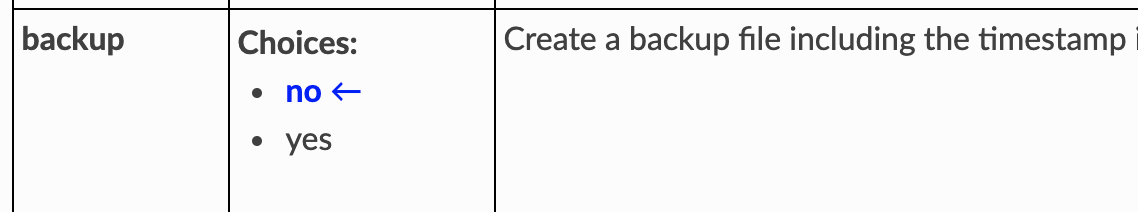 backup
Choices:
• no ←
• yes
Create a backup file including the timestamp